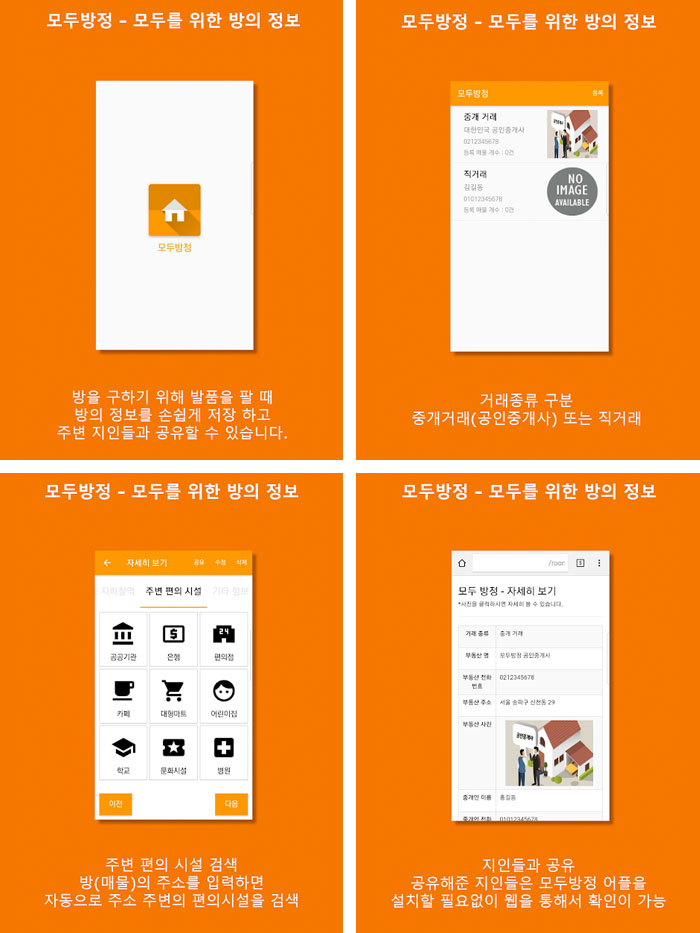 모두방정 - 모두를 위한 방의 정보
모두방정
방을 구하기 위해 발품을 팔 때
방의 정보를 손쉽게 저장 하고
주변 지인들과 공유할 수 있습니다.
모두방정 - 모두를 위한 방의 정보
모두방정
등록
중개 거래
대한민국 공인중개사
0212345678
등록 매물 개수 : 0건
공인중개사
직거래
김길동
01012345678
등록 매물 개수 : 0건
NO
IMAGE
AVAILABLE
거래종류 구분
중개거래(공인중개사) 또는 직거래
모두방정 - 모두를 위한 방의 정보
자세히 보기
공유 수정 삭제
지하철역 주변 편의 시설 기타 정보
공공기관 은행 편의점
24
카페 대형마트 어린이집
학교 문화시설 병원
이전 다음
주변 편의 시설 검색
방(매물)의 주소를 입력하면
자동으로 주소 주변의 편의시설을 검색
모두방정 - 모두를 위한 방의 정보
/roor
모두 방정 - 자세히 보기
*사진을 클릭하시면 자세히 볼 수 있습니다.
거래 종류 중개 거래
부동산 명 모두방정 공인중개사
부동산 전화 번호 0212345678
부동산 주소 서울 송파구 신천동 29
부동산 사진
공인중개사
중개인 이름 홍길동
중개인 전화 01012345678
지인들과 공유
공유해준 지인들은 모두방정 어플을
설치할 필요없이 웹을 통해서 확인이 가능